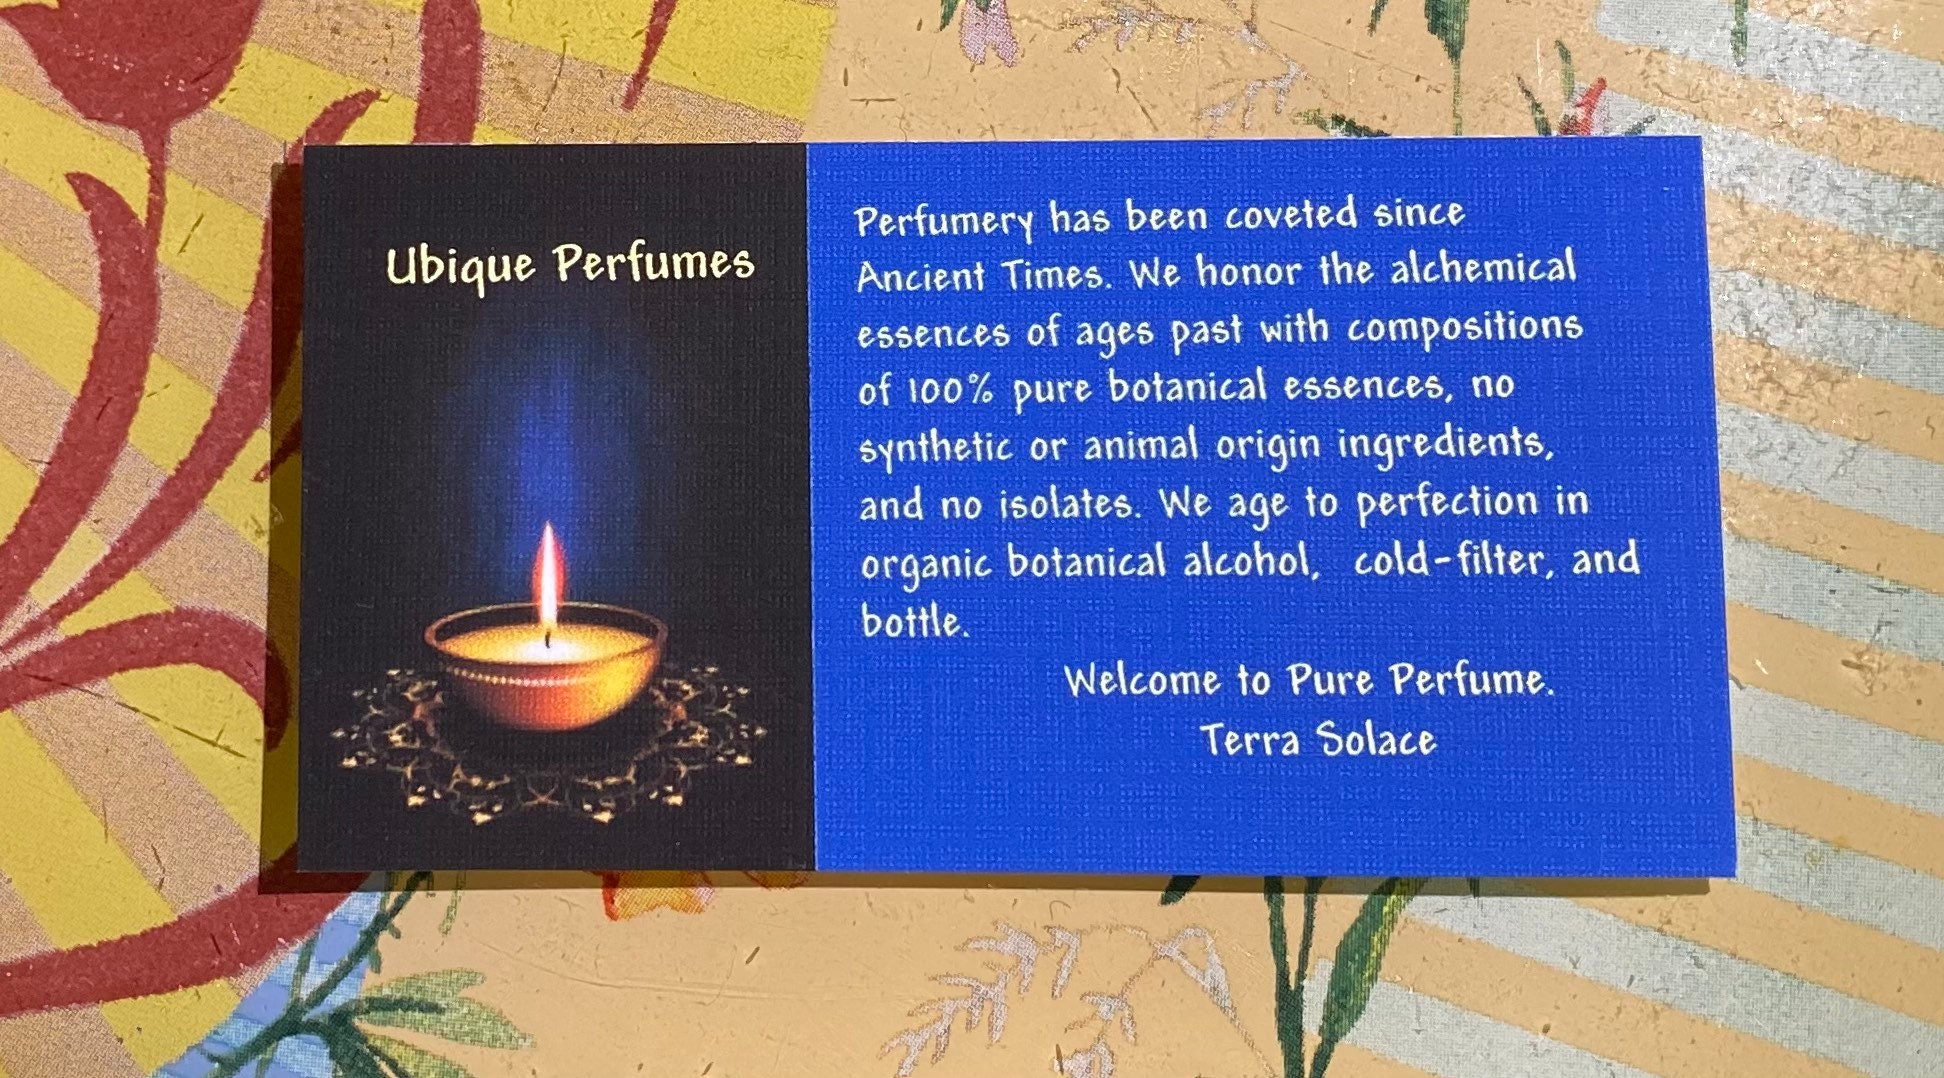 Ubique Perfumes
Perfumery has been coveted since
Ancient Times. We honor the alchemical
essences of ages past with compositions
of 100% pure botanical essences, no
synthetic or animal origin ingredients,
and no isolates. We age to perfection in
organic botanical alcohol, cold-filter, and
bottle.
Welcome to Pure Perfume.
Terra Solace